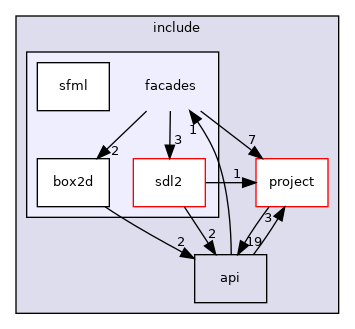 include
sfml
facades
2
3
1
7
box2d
sdl2
1
project
2
2
19
3
api